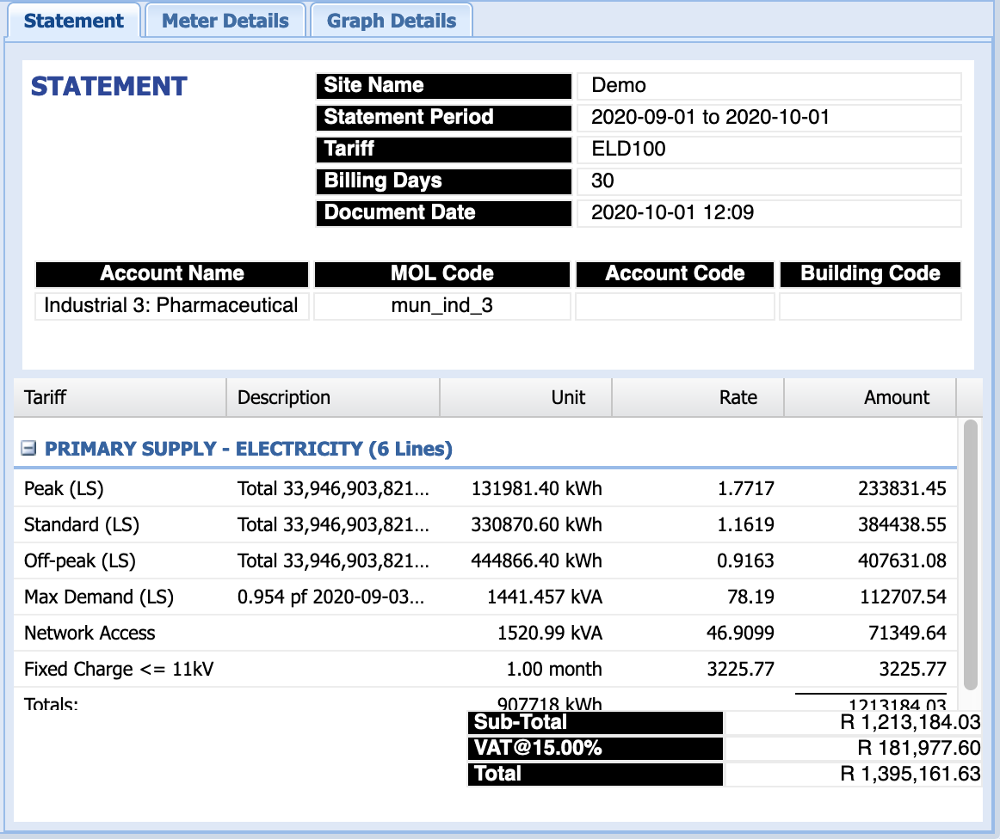 Statement Meter Details Graph Details
STATEMENT
Site Name Demo
Statement Period 2020-09-01 to 2020-10-01
Tariff ELD100
Billing Days 30
Document Date 2020-10-01 12:09
Account Name MOL Code Account Code Building Code
Industrial 3: Pharmaceutical mun_ind_3
Tariff Description Unit Rate Amount
PRIMARY SUPPLY - ELECTRICITY (6 Lines)
Peak (LS) Total 33,946,903,821... 131981.40 kWh 1.7717 233831.45
Standard (LS) Total 33,946,903,821... 330870.60 kWh 1.1619 384438.55
Off-peak (LS) Total 33,946,903,821... 444866.40 kWh 0.9163 407631.08
Max Demand (LS) 0.954 pf 2020-09-03... 1441.457 kVA 78.19 112707.54
Network Access 1520.99 kVA 46.9099 71349.64
Fixed Charge <= 11kV 1.00 month 3225.77 3225.77
Totals: 907718 kWh 1213184.03
Sub-Total R 1,213,184.03
VAT@15.00% R 181,977.60
Total R 1,395,161.63